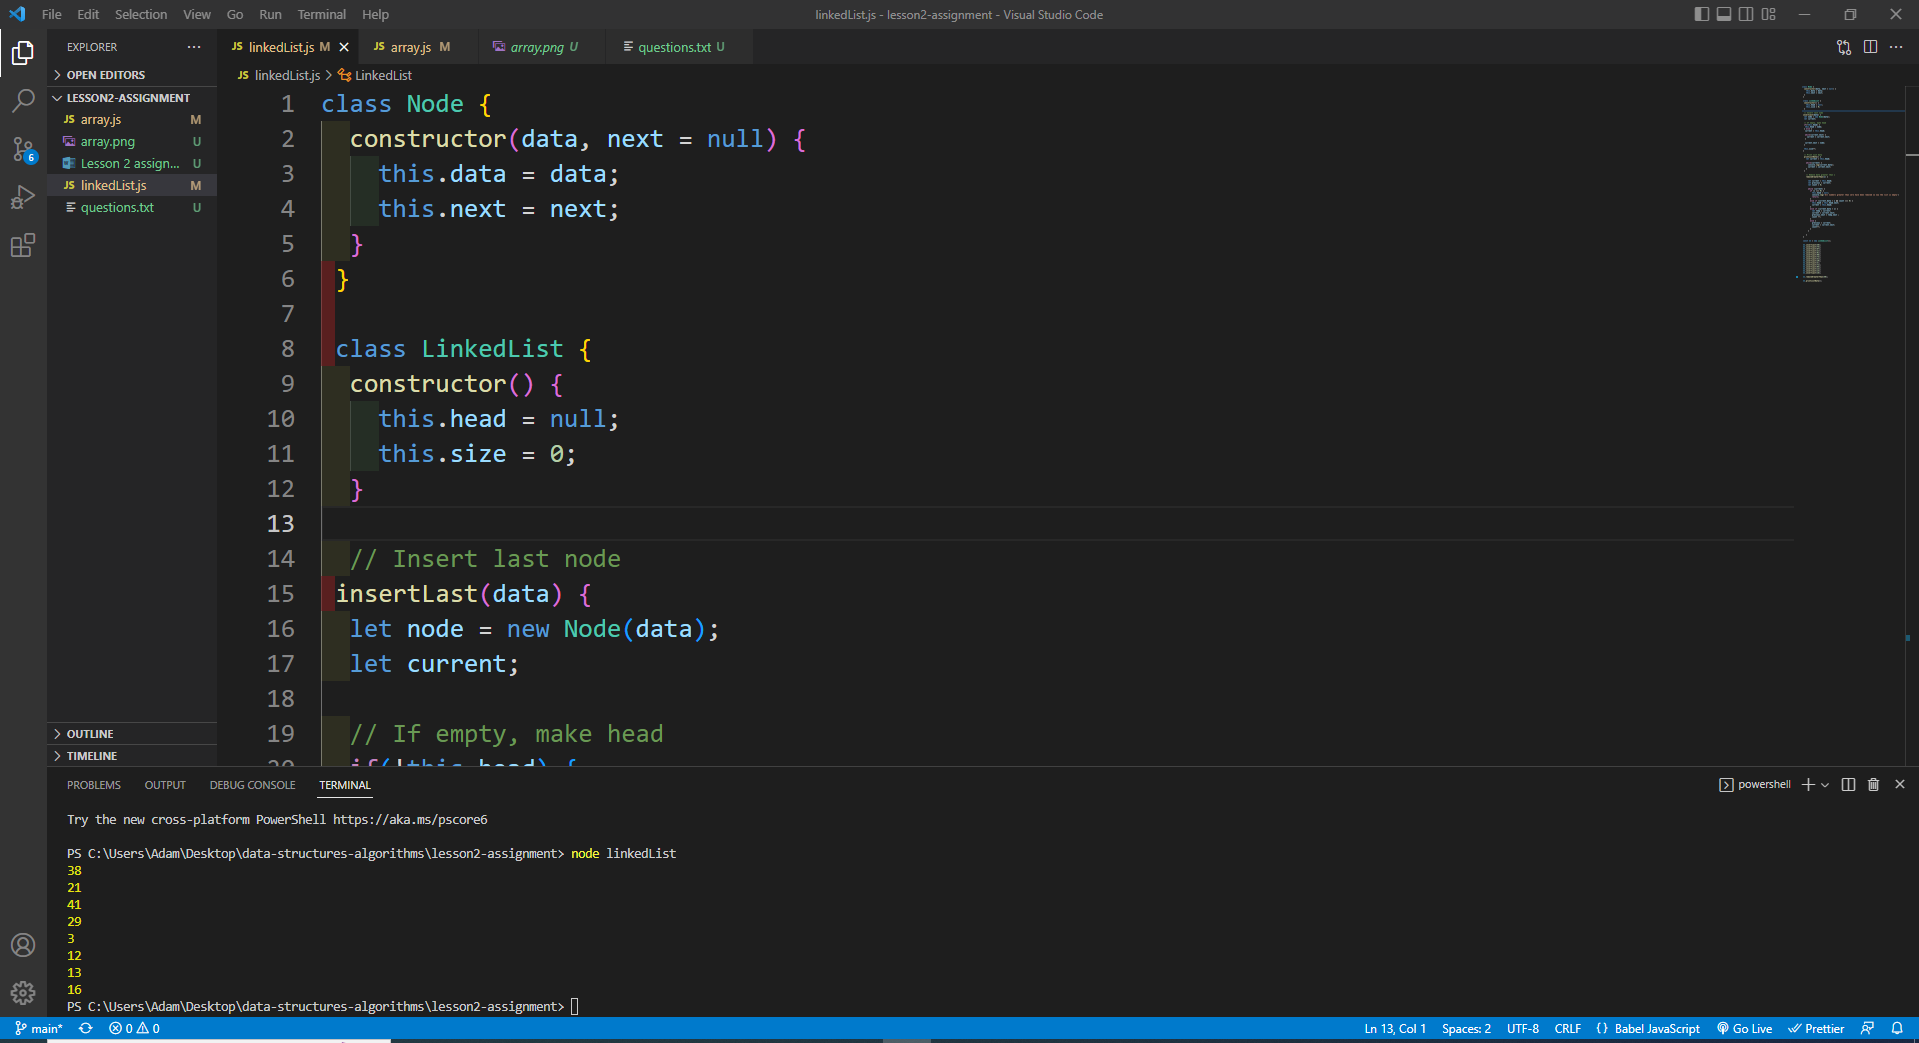 File Edit Selection View Go Run Terminal Help
linkedList.js - lesson2-assignment - Visual Studio Code
EXPLORER
OPEN EDITORS
LESSON2-ASSIGNMENT
JS array.js M
array.png U
Lesson 2 assign... U
JS linkedList.js M
questions.txt U
OUTLINE
TIMELINE
JS linkedList.js M
JS array.js M
array.png U
questions.txt U
JS linkedList.js > LinkedList
1 class Node {
2 constructor(data, next = null) {
3 this.data = data;
4 this.next = next;
5 }
6 }
7
8 class LinkedList {
9 constructor() {
10 this.head = null;
11 this.size = 0;
12 }
13
14 // Insert last node
15 insertLast(data) {
16 let node = new Node(data);
17 let current;
18
19 // If empty, make head
20 if(!this.head) {
PROBLEMS OUTPUT DEBUG CONSOLE TERMINAL
powershell
Try the new cross-platform PowerShell https://aka.ms/pscore6
PS C:\Users\Adam\Desktop\data-structures-algorithms\lesson2-assignment> node linkedList
38
21
41
29
3
12
13
16
PS C:\Users\Adam\Desktop\data-structures-algorithms\lesson2-assignment>
6
main* 0 0
Ln 13, Col 1 Spaces: 2 UTF-8 CRLF {} Babel JavaScript Go Live Prettier